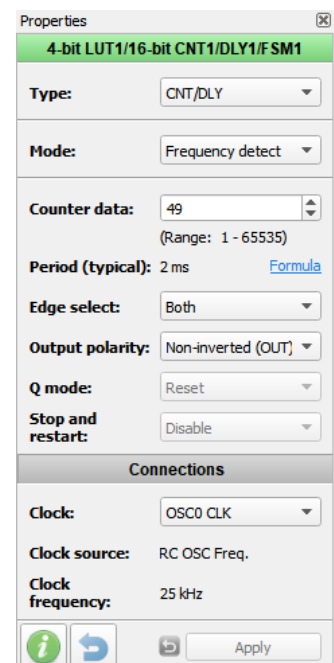 Properties
4-bit LUT1/16-bit CNT1/DLY1/FSM1
Type: CNT/DLY
Mode: Frequency detect
Counter data: 49
(Range: 1 - 65535)
Period (typical): 2 ms Formula
Edge select: Both
Output polarity: Non-inverted (OUT)
Q mode: Reset
Stop and
restart: Disable
Connections
Clock: OSC0 CLK
Clock source: RC OSC Freq.
Clock
frequency: 25 kHz
Apply